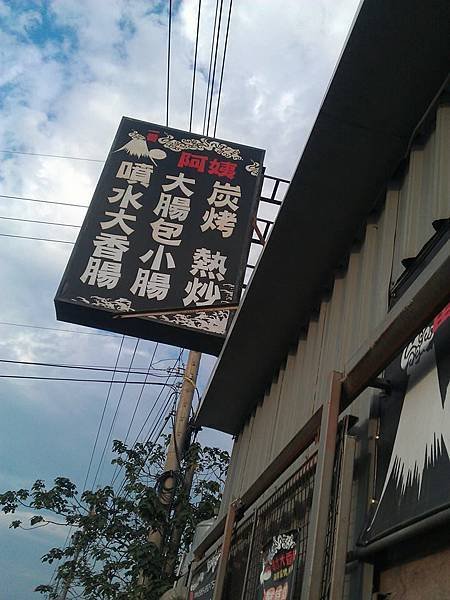 阿姨
炭烤 熱炒
大腸包小腸
噴水大香腸